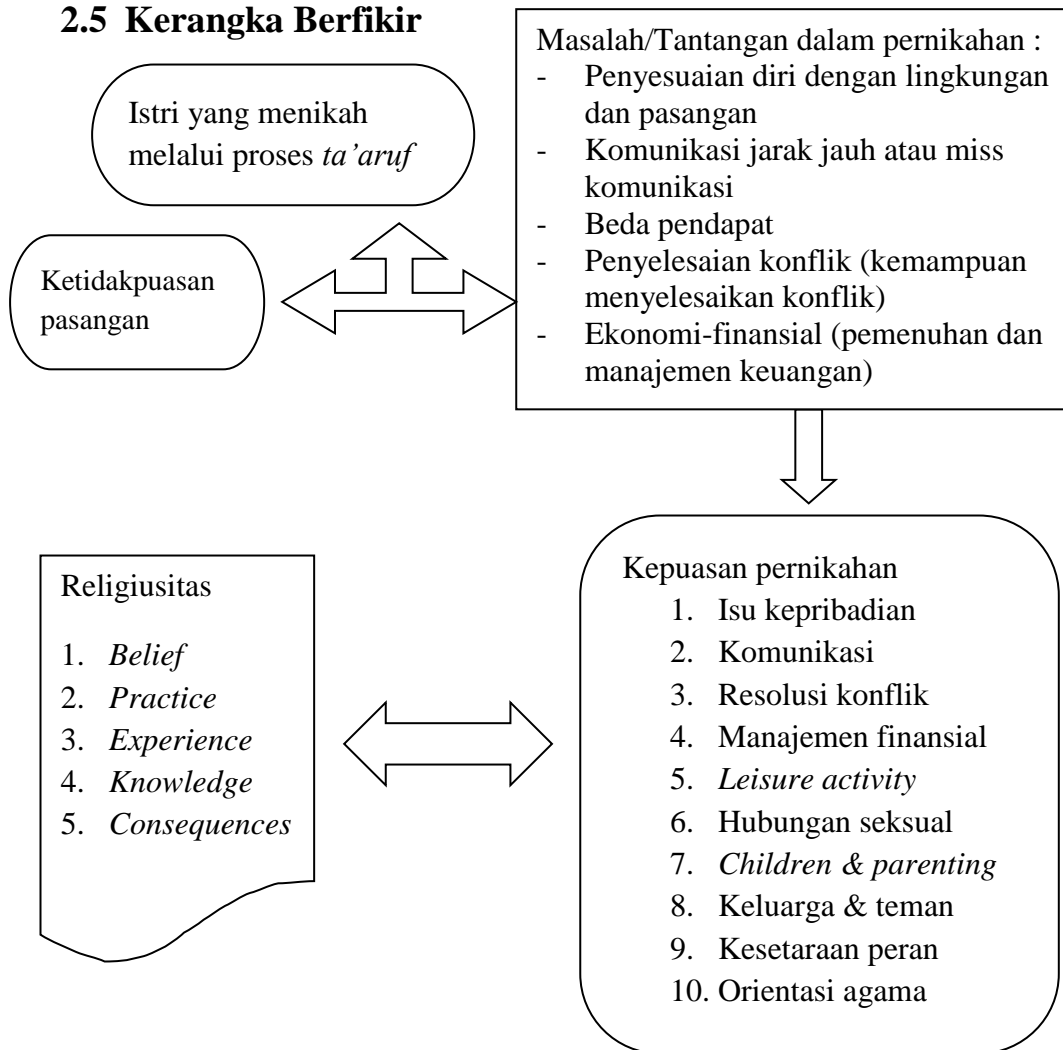 2.5 Kerangka Berfikir
Istri yang menikah
melalui proses ta’aruf
Ketidakpuasan
pasangan
Masalah/Tantangan dalam pernikahan :
- Penyesuaian diri dengan lingkungan
dan pasangan
- Komunikasi jarak jauh atau miss
komunikasi
- Beda pendapat
- Penyelesaian konflik (kemampuan
menyelesaikan konflik)
- Ekonomi-finansial (pemenuhan dan
manajemen keuangan)
Religiusitas
1. Belief
2. Practice
3. Experience
4. Knowledge
5. Consequences
Kepuasan pernikahan
1. Isu kepribadian
2. Komunikasi
3. Resolusi konflik
4. Manajemen finansial
5. Leisure activity
6. Hubungan seksual
7. Children & parenting
8. Keluarga & teman
9. Kesetaraan peran
10. Orientasi agama